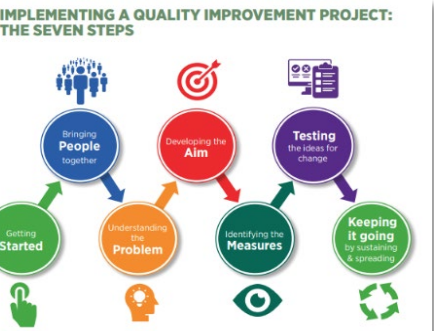 IMPLEMENTING A QUALITY IMPROVEMENT PROJECT:
THE SEVEN STEPS
Getting
Started
Bringing
People
together
Understanding
the
Problem
Developing the
Aim
Identifying the
Measures
Testing
the ideas for
change
Keeping
it going
by sustaining
& spreading